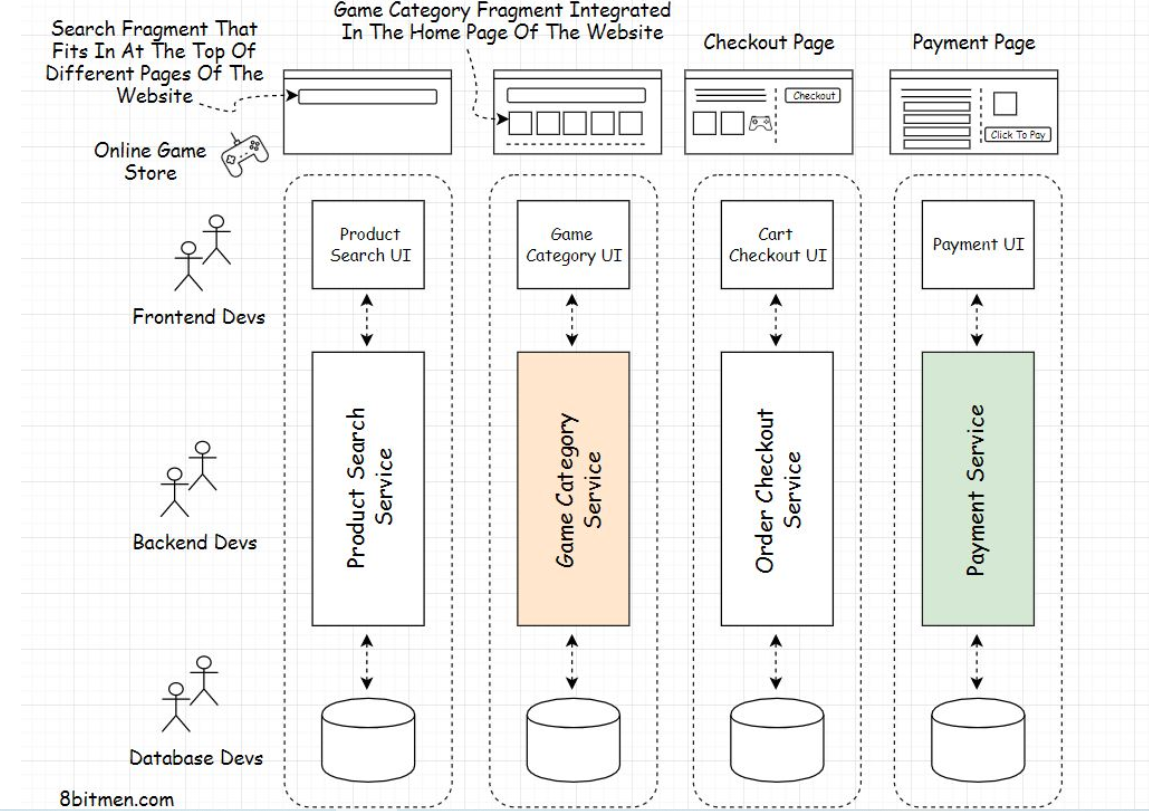 Search Fragment That
Fits In At The Top Of
Different Pages Of The
Website
Game Category Fragment Integrated
In The Home Page Of The Website
Checkout Page
Payment Page
Checkout
Click To Pay
Online Game
Store
Product
Search UI
Game
Category UI
Cart
Checkout UI
Payment UI
Frontend Devs
Product Search
Service
Game Category
Service
Order Checkout
Service
Payment Service
Backend Devs
Database Devs
8bitmen.com